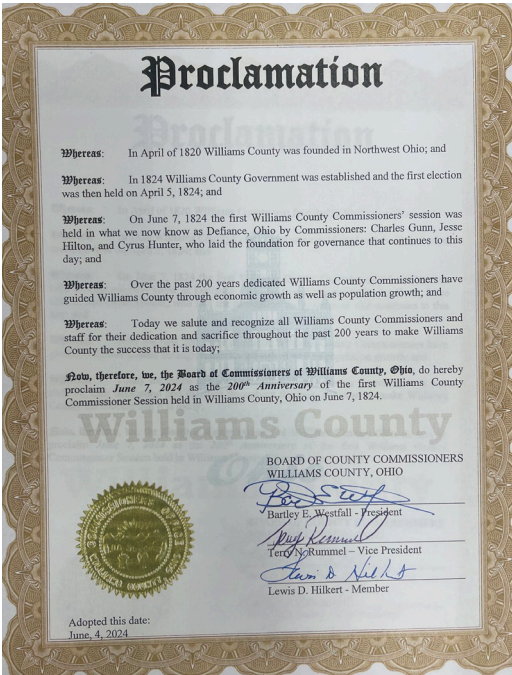 Proclamation
Whereas: In April of 1820 Williams County was founded in Northwest Ohio; and
Whereas: In 1824 Williams County Government was established and the first election
was then held on April 5, 1824; and
Whereas: On June 7, 1824 the first Williams County Commissioners' session was
held in what we now know as Defiance, Ohio by Commissioners: Charles Gunn, Jesse
Hilton, and Cyrus Hunter, who laid the foundation for governance that continues to this
day; and
Whereas: Over the past 200 years dedicated Williams County Commissioners have
guided Williams County through economic growth as well as population growth; and
Whereas: Today we salute and recognize all Williams County Commissioners and
staff for their dedication and sacrifice throughout the past 200 years to make Williams
County the success that it is today;
Now, therefore, we, the Board of Commissioners of Williams County, Ohio, do hereby
proclaim June 7, 2024 as the 200th Anniversary of the first Williams County
Commissioner Session held in Williams County, Ohio on June 7, 1824.
Williams County
BOARD OF COUNTY COMMISSIONERS
WILLIAMS COUNTY, OHIO
Bartley E. Westfall - President
Terry N. Rummel – Vice President
Lewis D. Hilkert - Member
Adopted this date:
June, 4, 2024